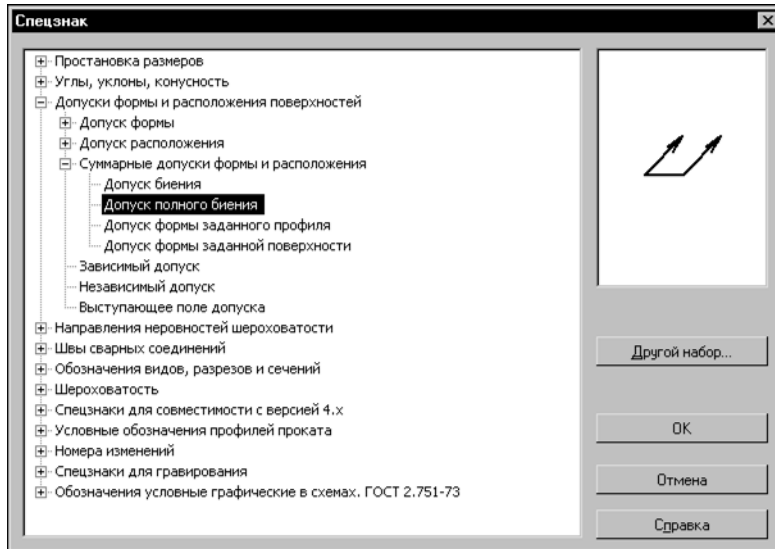 Спецзнак
Простановка размеров
Углы, уклоны, конусность
Допуски формы и расположения поверхностей
Допуск формы
Допуск расположения
Суммарные допуски формы и расположения
Допуск биения
Допуск полного биения
Допуск формы заданного профиля
Допуск формы заданной поверхности
Зависимый допуск
Независимый допуск
Выступающее поле допуска
Направления неровностей шероховатости
Швы сварных соединений
Обозначения видов, разрезов и сечений
Шероховатость
Спецзнаки для совместимости с версией 4.x
Условные обозначения профилей проката
Номера изменений
Спецзнаки для гравирования
Обозначения условные графические в схемах. ГОСТ 2.751-73
Другой набор...
OK
Отмена
Справка